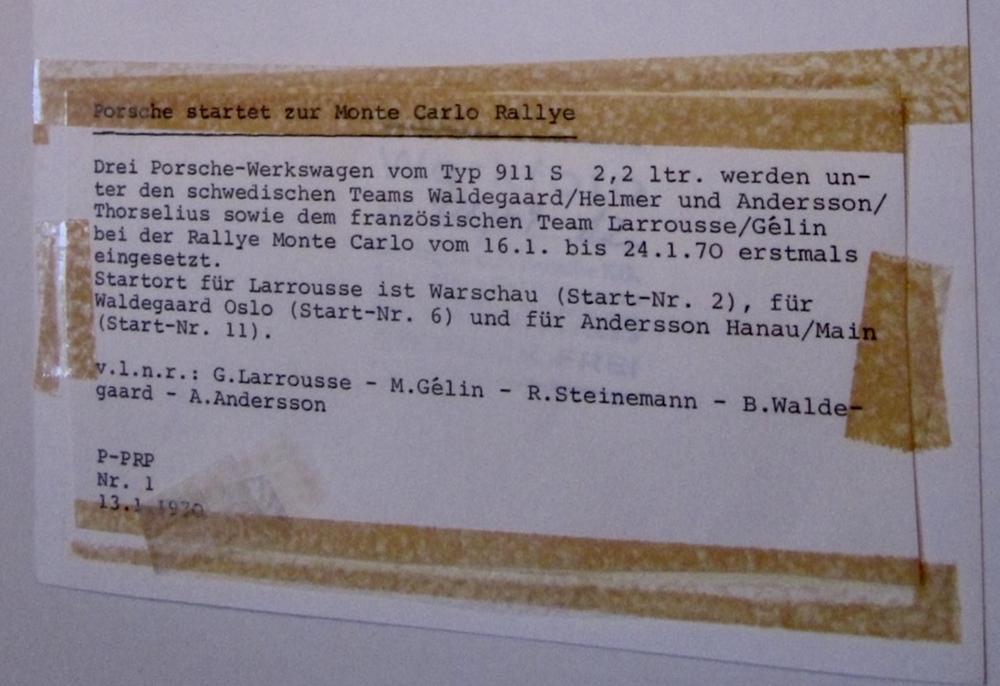 Porsche startet zur Monte Carlo Rallye
Drei Porsche-Werkswagen vom Typ 911 S 2,2 ltr. werden un-
ter den schwedischen Teams Waldegaard/Helmer und Andersson/
Thorselius sowie dem französischen Team Larrousse/Gélin
bei der Rallye Monte Carlo vom 16.1. bis 24.1.70 erstmals
eingesetzt.
Startort für Larrousse ist Warschau (Start-Nr. 2), für
Waldegaard Oslo (Start-Nr. 6) und für Andersson Hanau/Main
(Start-Nr. 11).
v.l.n.r.: G.Larrousse - M.Gélin - R.Steinemann - B.Walde-
gaard - A.Andersson
P-PRP
Nr. 1
13.1 1970